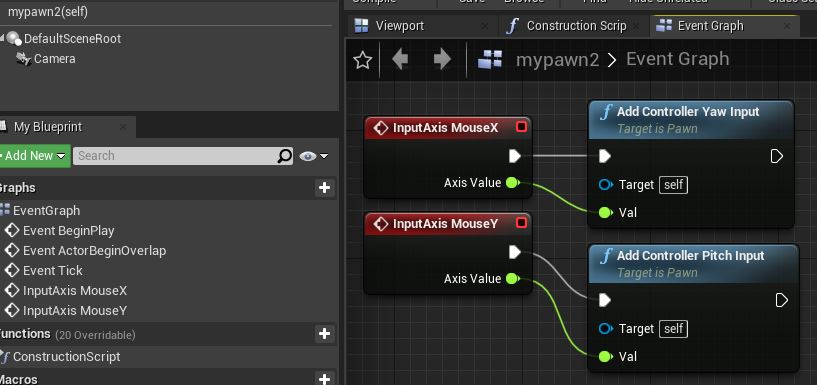 mypawn2(self)
DefaultSceneRoot
Camera
My Blueprint
Add New
Search
Graphs
EventGraph
Event BeginPlay
Event ActorBeginOverlap
Event Tick
InputAxis MouseX
InputAxis MouseY
Functions (20 Overridable)
ConstructionScript
Macros
Viewport
Construction Scrip
Event Graph
mypawn2 > Event Graph
InputAxis MouseX
Axis Value
Add Controller Yaw Input
Target is Pawn
Target self
Val
InputAxis MouseY
Axis Value
Add Controller Pitch Input
Target is Pawn
Target self
Val